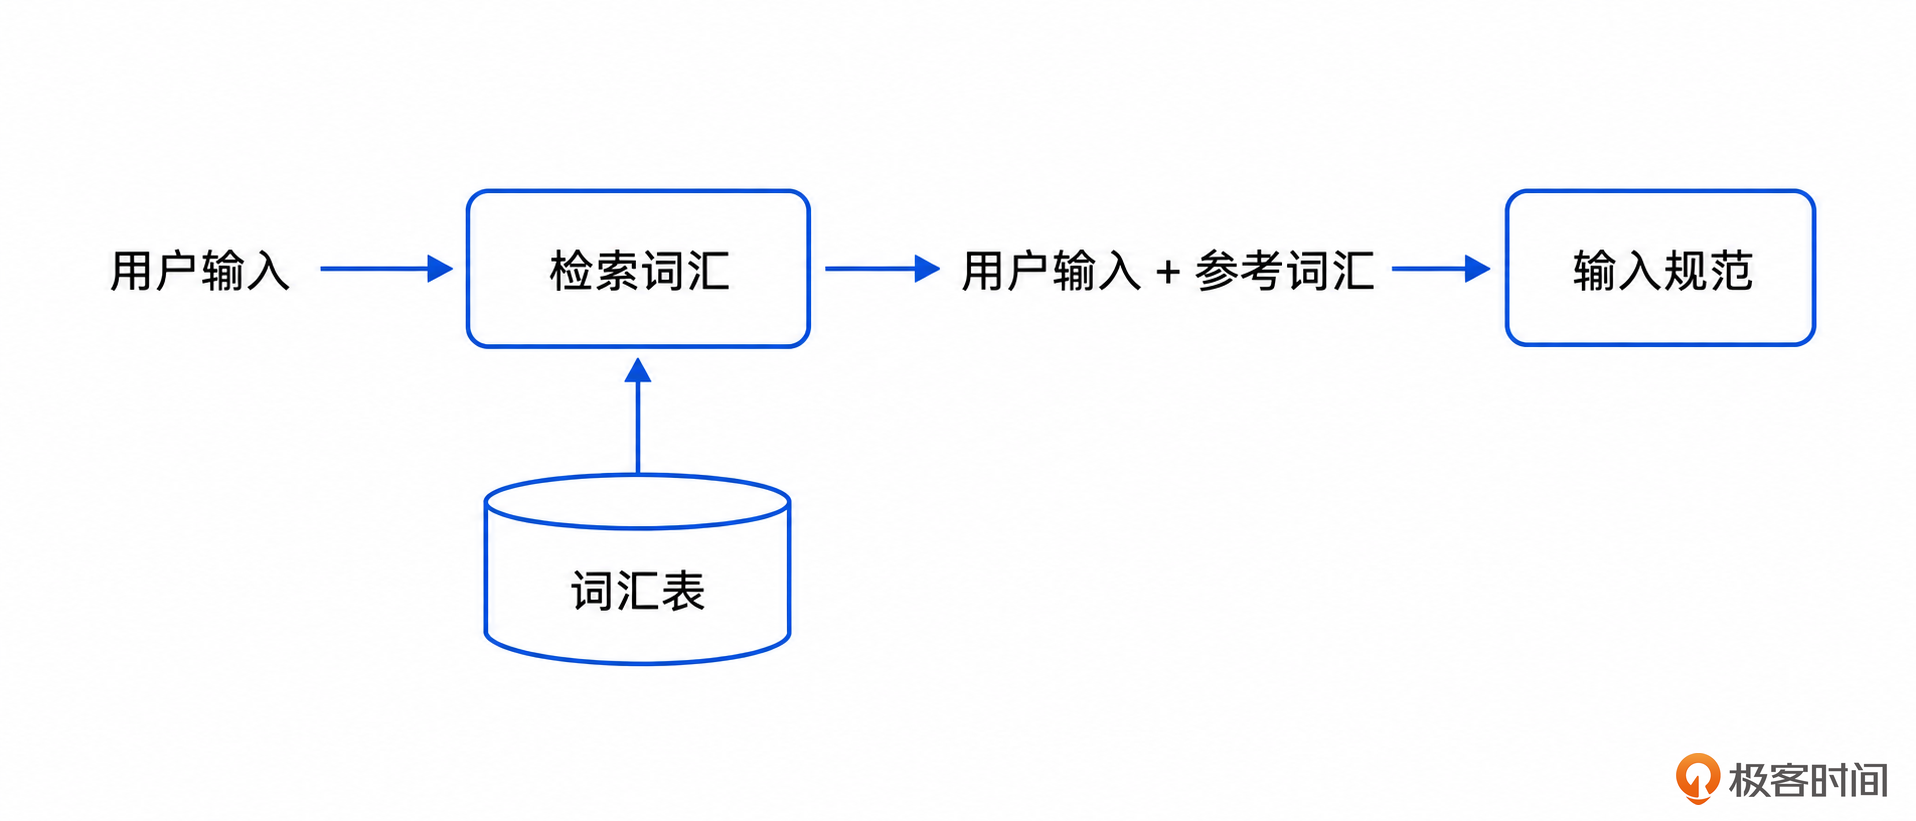 用户输入
检索词汇
用户输入 + 参考词汇
输入规范
词汇表
极客时间